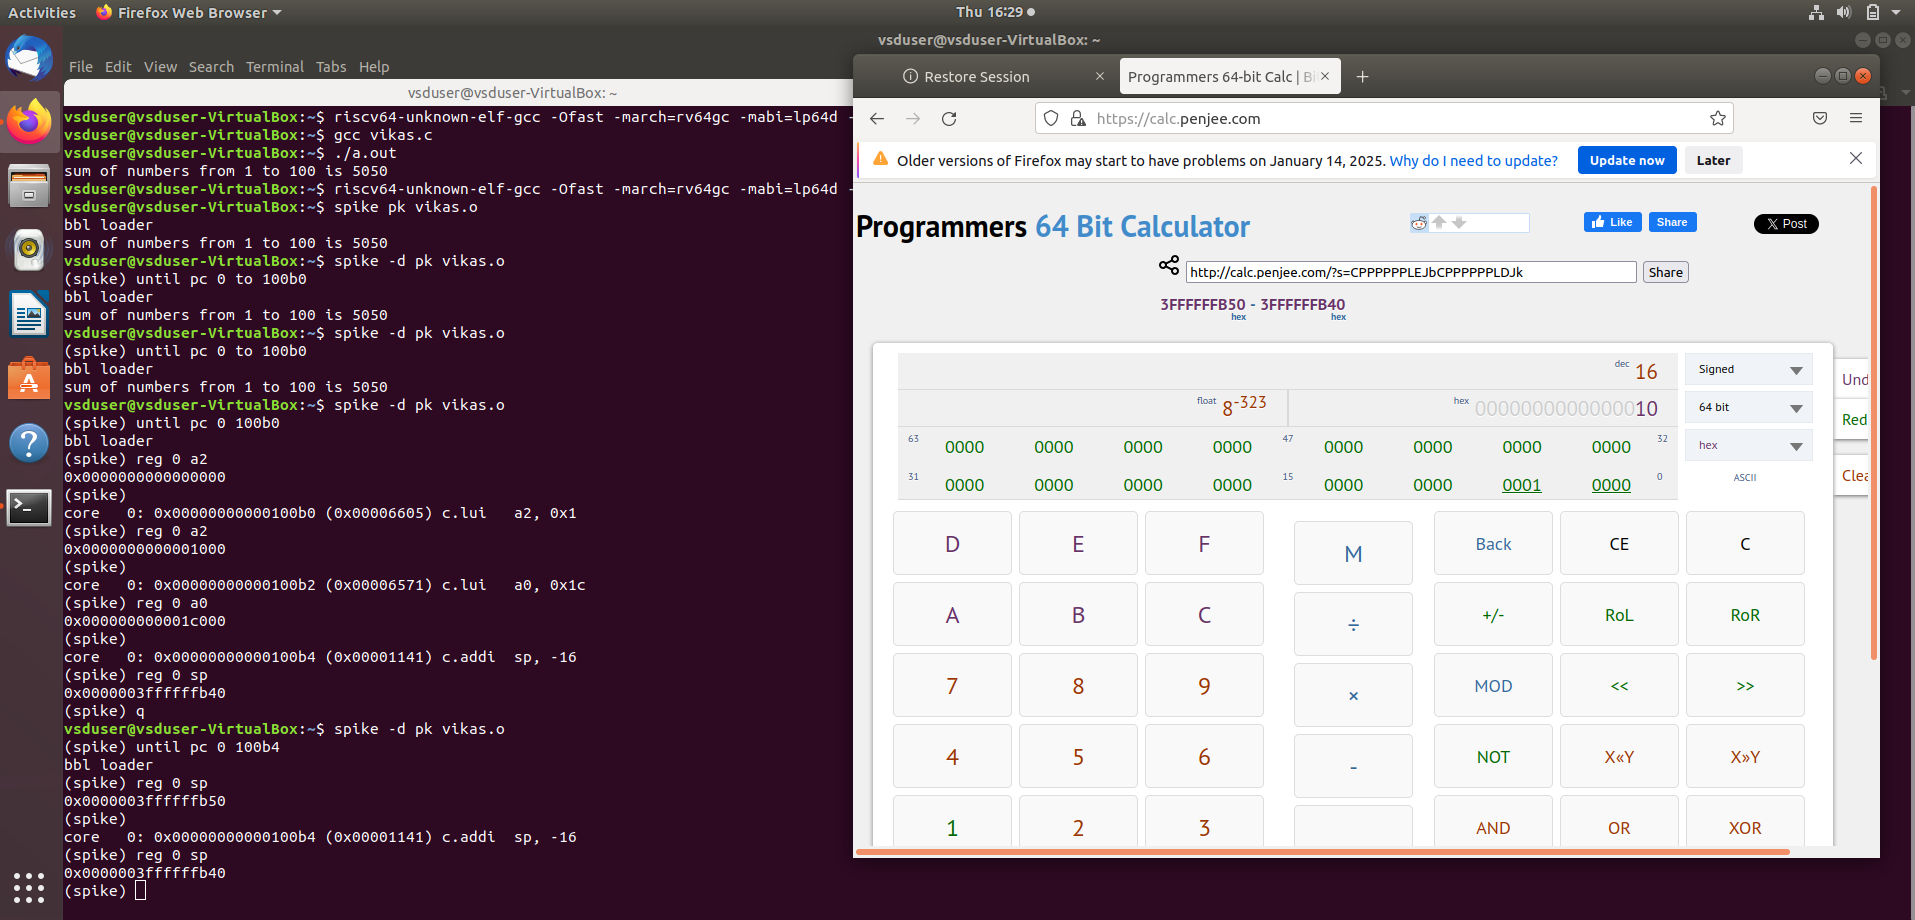 Activities Firefox Web Browser Thu 16:29
vsduser@vsduser-VirtualBox: ~
File Edit View Search Terminal Tabs Help
vsduser@vsduser-VirtualBox: ~
vsduser@vsduser-VirtualBox:~$ riscv64-unknown-elf-gcc -Ofast -march=rv64gc -mabi=lp64d -
vsduser@vsduser-VirtualBox:~$ gcc vikas.c
vsduser@vsduser-VirtualBox:~$ ./a.out
sum of numbers from 1 to 100 is 5050
vsduser@vsduser-VirtualBox:~$ riscv64-unknown-elf-gcc -Ofast -march=rv64gc -mabi=lp64d -
vsduser@vsduser-VirtualBox:~$ spike pk vikas.o
bbl loader
sum of numbers from 1 to 100 is 5050
vsduser@vsduser-VirtualBox:~$ spike -d pk vikas.o
(spike) until pc 0 to 100b0
bbl loader
sum of numbers from 1 to 100 is 5050
vsduser@vsduser-VirtualBox:~$ spike -d pk vikas.o
(spike) until pc 0 to 100b0
bbl loader
sum of numbers from 1 to 100 is 5050
vsduser@vsduser-VirtualBox:~$ spike -d pk vikas.o
(spike) until pc 0 100b0
bbl loader
(spike) reg 0 a2
0x0000000000000000
(spike)
core   0: 0x00000000000100b0 (0x00006605) c.lui   a2, 0x1
(spike) reg 0 a2
0x0000000000001000
(spike)
core   0: 0x00000000000100b2 (0x00006571) c.lui   a0, 0x1c
(spike) reg 0 a0
0x000000000001c000
(spike)
core   0: 0x00000000000100b4 (0x00001141) c.addi  sp, -16
(spike) reg 0 sp
0x0000003ffffffb40
(spike) q
vsduser@vsduser-VirtualBox:~$ spike -d pk vikas.o
(spike) until pc 0 100b4
bbl loader
(spike) reg 0 sp
0x0000003ffffffb50
(spike)
core   0: 0x00000000000100b4 (0x00001141) c.addi  sp, -16
(spike) reg 0 sp
0x0000003ffffffb40
(spike)
Restore Session × Programmers 64-bit Calc | Bi × +
https://calc.penjee.com
Older versions of Firefox may start to have problems on January 14, 2025. Why do I need to update? Update now Later
Programmers 64 Bit Calculator
Like Share X Post
http://calc.penjee.com/?s=CPPPPPPLEJbCPPPPPPLDJk Share
3FFFFFFB50 - 3FFFFFFB40
hex hex
dec 16 Signed
float 8-323 hex 0000000000000010 64 bit
63 0000 0000 0000 0000 47 0000 0000 0000 0000 32 hex
31 0000 0000 0000 0000 15 0000 0000 0001 0000 0 ASCII
Und
Red
Clea
D E F M Back CE C
A B C ÷ +/- RoL RoR
7 8 9 × MOD << >>
4 5 6 - NOT X«Y X»Y
1 2 3 AND OR XOR